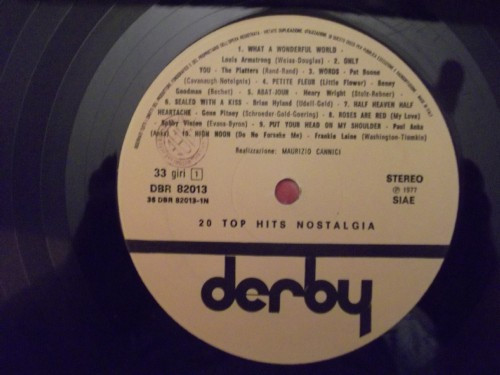 1. WHAT A WONDERFUL WORLD -
Louis Armstrong (Weiss-Douglas) - 2. ONLY
YOU - The Platters (Rand-Band) - 3. WORDS - Pat Boone
(Cavanaugh-Netolgnis) - 4. PETITE FLEUR (Little Flower) - Benny
Goodman (Bechet) - 5. ABAT-JOUR - Henry Wright (Stolz-Rehner)
6. SEALED WITH A KISS - Brian Hyland (Udell-Geld) - 7. HALF HEAVEN HALF
HEARTACHE - Gene Pitney (Schroeder-Gold-Goering) - 8. ROSES ARE RED (My Love)
Bobby Vinton (Evans-Byron) - 9. PUT YOUR HEAD ON MY SHOULDER - Paul Anka
(Anka) - 10. HIGH NOON (Do No Forsake Me) - Frankie Laine (Washington-Tiomkin)
Realizzazione: MAURIZIO CANNICI
33 giri 1
DBR 82013
26 DBR 82013-1N
STEREO
℗ 1977
SIAE
20 TOP HITS NOSTALGIA
derby